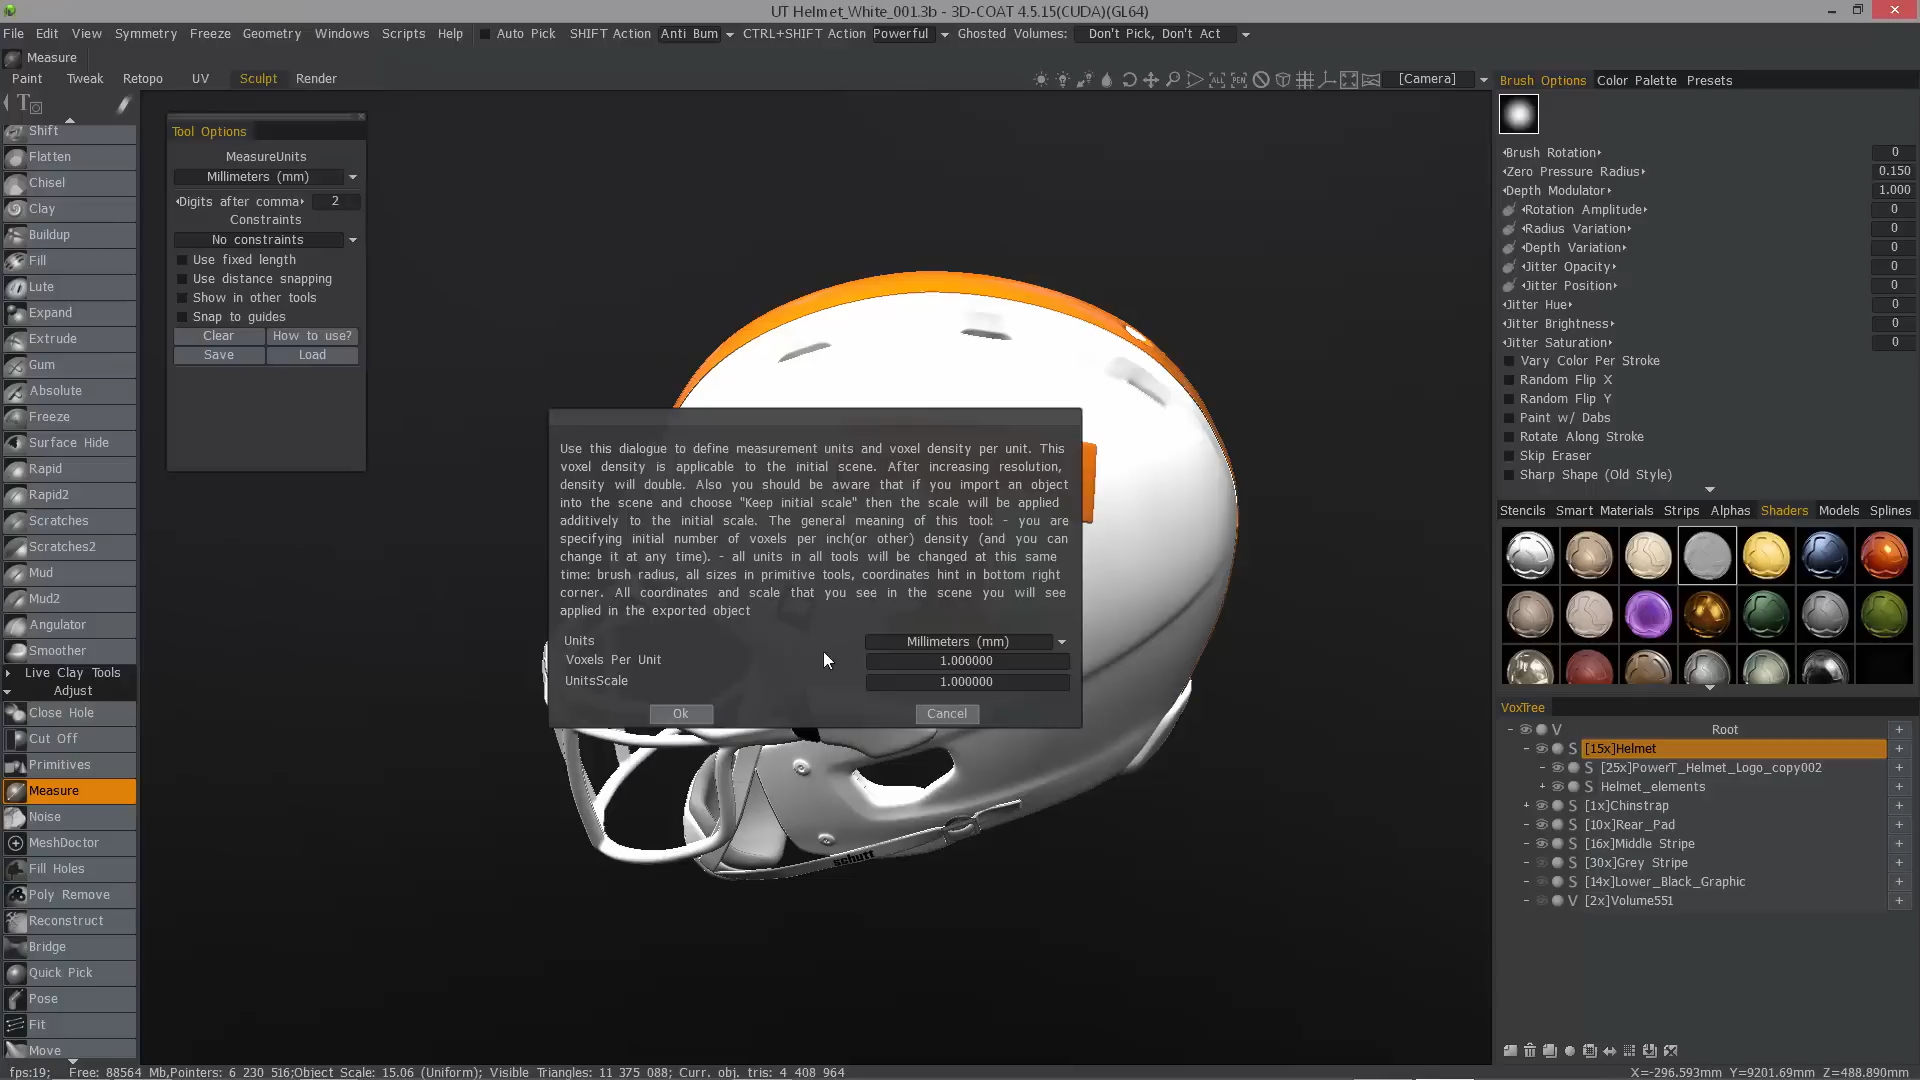 UT Helmet_White_001.3b - 3D-COAT 4.5.15(CUDA)(GL64)
File Edit View Symmetry Freeze Geometry Windows Scripts Help Auto Pick SHIFT Action Anti Bum CTRL+SHIFT Action Powerful Ghosted Volumes: Don't Pick, Don't Act
Measure
Paint Tweak Retopo UV Sculpt Render
[Camera]
Shift
Flatten
Chisel
Clay
Buildup
Fill
Lute
Expand
Extrude
Gum
Absolute
Freeze
Surface Hide
Rapid
Rapid2
Scratches
Scratches2
Mud
Mud2
Angulator
Smoother
Live Clay Tools
Adjust
Close Hole
Cut Off
Primitives
Measure
Noise
MeshDoctor
Fill Holes
Poly Remove
Reconstruct
Bridge
Quick Pick
Pose
Fit
Move
Tool Options
MeasureUnits
Millimeters (mm)
Digits after comma 2
Constraints
No constraints
Use fixed length
Use distance snapping
Show in other tools
Snap to guides
Clear How to use?
Save Load
Use this dialogue to define measurement units and voxel density per unit. This
voxel density is applicable to the initial scene. After increasing resolution,
density will double. Also you should be aware that if you import an object
into the scene and choose "Keep initial scale" then the scale will be applied
additively to the initial scale. The general meaning of this tool: - you are
specifying initial number of voxels per inch(or other) density (and you can
change it at any time). - all units in all tools will be changed at this same
time: brush radius, all sizes in primitive tools, coordinates hint in bottom right
corner. All coordinates and scale that you see in the scene you will see
applied in the exported object
Units Millimeters (mm)
Voxels Per Unit 1.000000
UnitsScale 1.000000
Ok Cancel
schutt
Brush Options Color Palette Presets
Brush Rotation 0
Zero Pressure Radius 0.150
Depth Modulator 1.000
Rotation Amplitude 0
Radius Variation 0
Depth Variation 0
Jitter Opacity 0
Jitter Position 0
Jitter Hue 0
Jitter Brightness 0
Jitter Saturation 0
Vary Color Per Stroke
Random Flip X
Random Flip Y
Paint w/ Dabs
Rotate Along Stroke
Skip Eraser
Sharp Shape (Old Style)
Stencils Smart Materials Strips Alphas Shaders Models Splines
VoxTree
V Root +
S [15x]Helmet +
S [25x]PowerT_Helmet_Logo_copy002 +
S Helmet_elements +
S [1x]Chinstrap +
S [10x]Rear_Pad +
S [16x]Middle Stripe +
S [30x]Grey Stripe +
S [14x]Lower_Black_Graphic +
V [2x]Volume551 +
fps:19; Free: 88564 Mb,Pointers: 6 230 516;Object Scale: 15.06 (Uniform); Visible Triangles: 11 375 088; Curr. obj. tris: 4 408 964
X=-296.593mm Y=9201.69mm Z=488.890mm